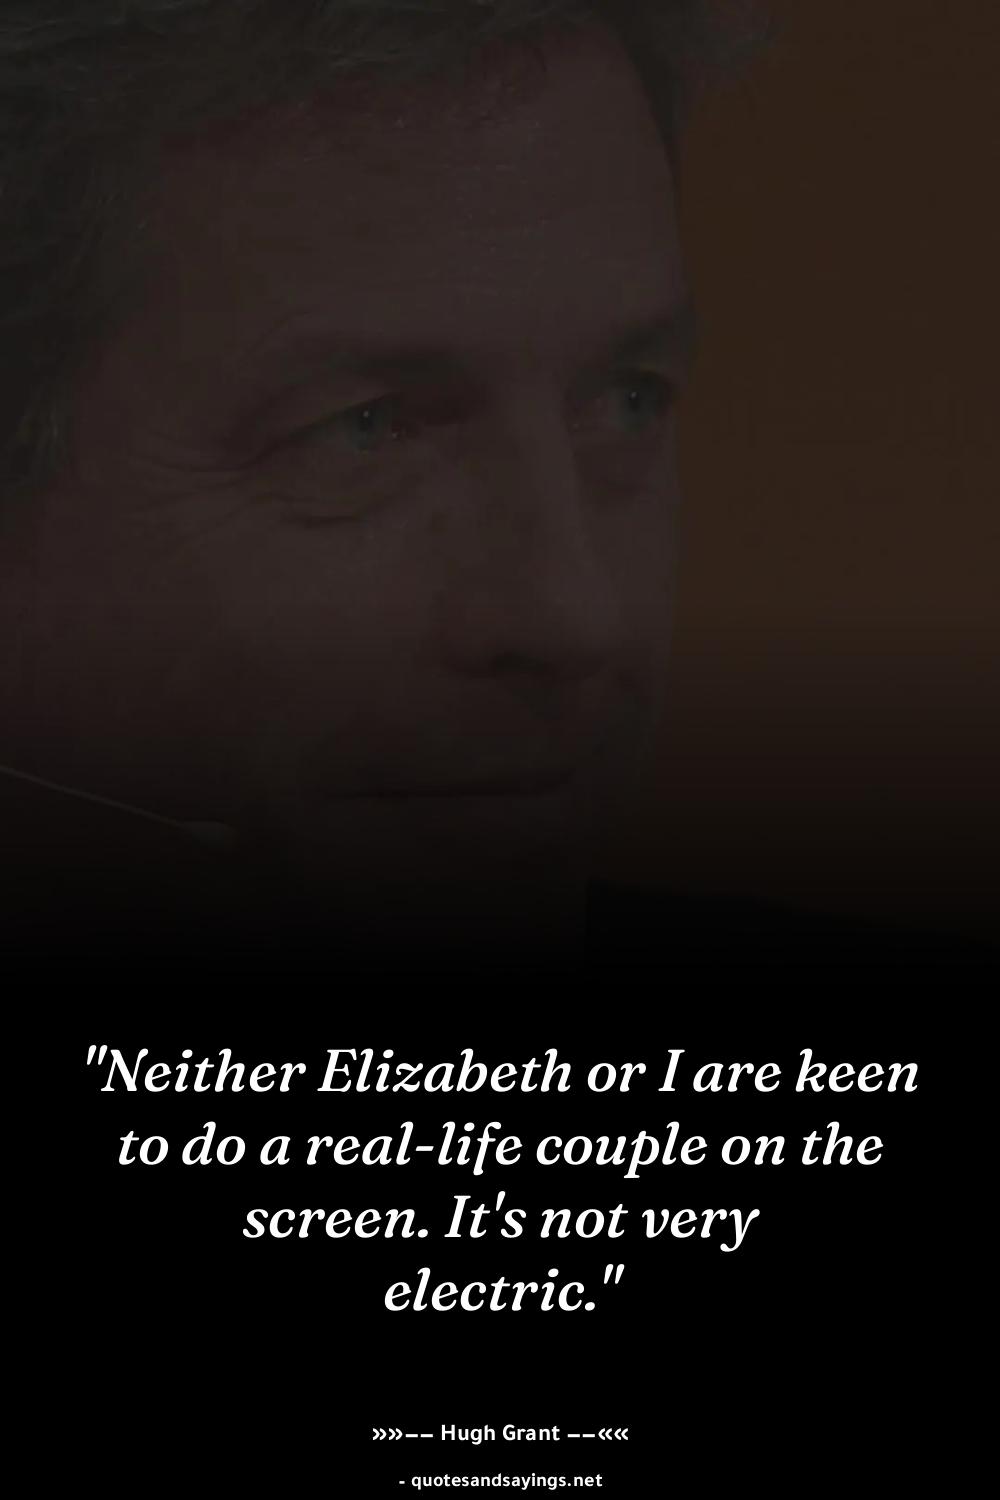 "Neither Elizabeth or I are keen
to do a real-life couple on the
screen. It's not very
electric."
»»−− Hugh Grant −−««
- quotesandsayings.net